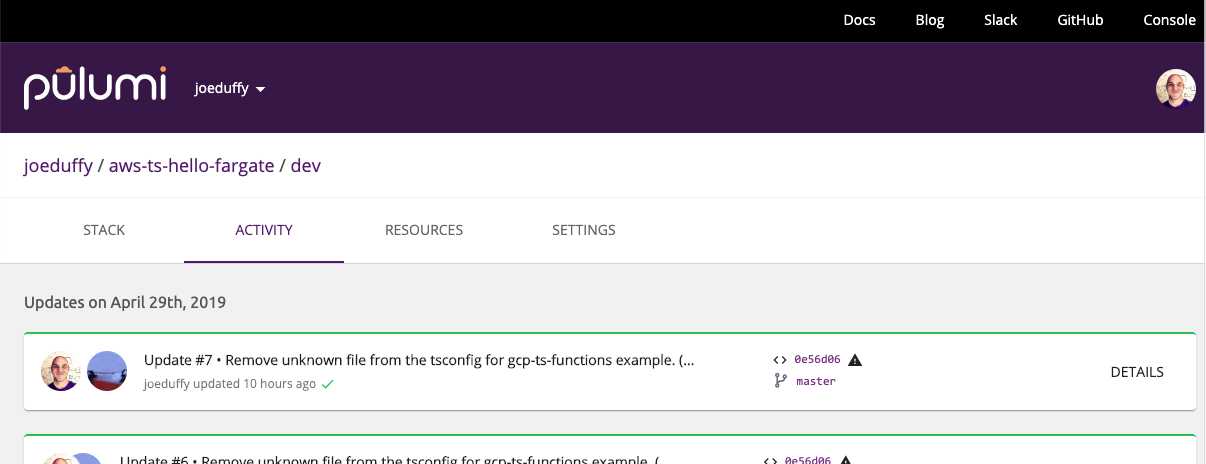 Docs Blog Slack GitHub Console
pulumi joeduffy
joeduffy / aws-ts-hello-fargate / dev
STACK ACTIVITY RESOURCES SETTINGS
Updates on April 29th, 2019
Update #7 • Remove unknown file from the tsconfig for gcp-ts-functions example. (...
0e56d06
joeduffy updated 10 hours ago
master
DETAILS
Update #6 • Remove unknown file from the tsconfig for gcp-ts-functions example. (
0e56d06